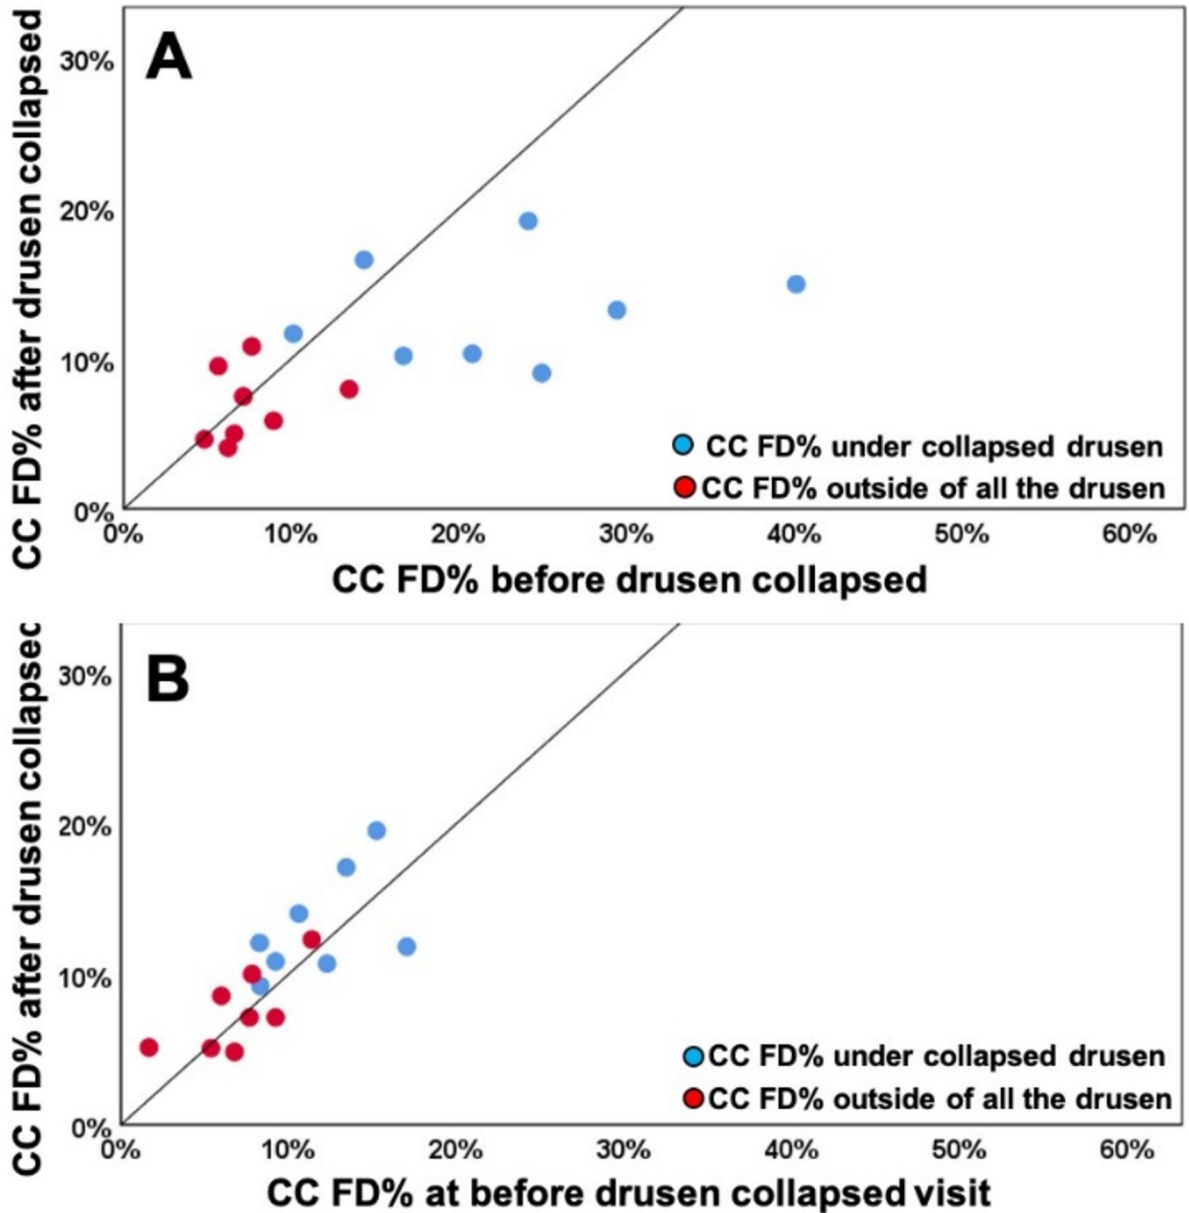 A
CC FD% after drusen collapsed
30%
20%
10%
0%
CC FD% under collapsed drusen
CC FD% outside of all the drusen
0% 10% 20% 30% 40% 50% 60%
CC FD% before drusen collapsed
B
CC FD% after drusen collapsed
30%
20%
10%
0%
CC FD% under collapsed drusen
CC FD% outside of all the drusen
0% 10% 20% 30% 40% 50% 60%
CC FD% at before drusen collapsed visit